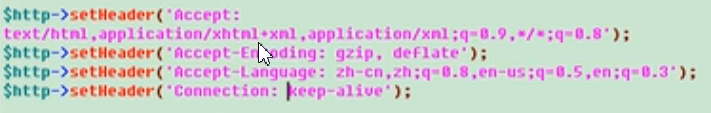 $http->setHeader('Accept:
text/html,application/xhtml+xml,application/xml;q=0.9,*/*;q=0.8');
$http->setHeader('Accept-Encoding: gzip, deflate');
$http->setHeader('Accept-Language: zh-cn,zh;q=0.8,en-us;q=0.5,en;q=0.3');
$http->setHeader('Connection: keep-alive');